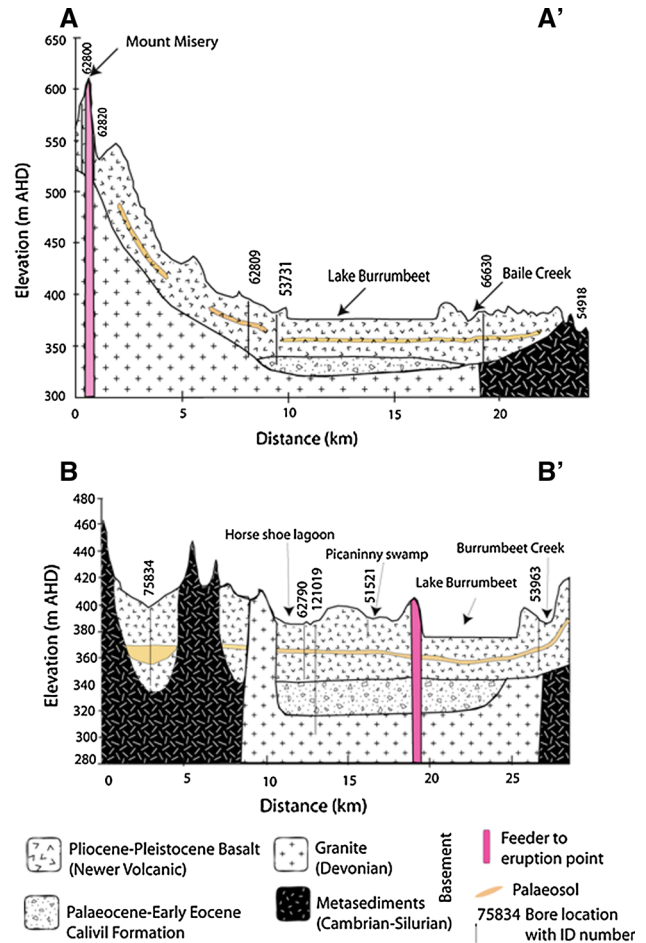 A
A'
650
600
550
500
450
400
350
300
Elevation (m AHD)
62800
Mount Misery
62820
62809
53731
Lake Burrumbeet
66630
Baile Creek
54918
0
5
10
15
20
Distance (km)
B
B'
480
460
440
420
400
380
360
340
320
300
280
Elevation (m AHD)
75834
Horse shoe lagoon
62790
121019
Picaninny swamp
51521
Lake Burrumbeet
Burrumbeet Creek
53963
0
5
10
15
20
25
Distance (km)
Pliocene-Pleistocene Basalt
(Newer Volcanic)
Palaeocene-Early Eocene
Calivil Formation
Granite
(Devonian)
Metasediments
(Cambrian-Silurian)
Basement
Feeder to
eruption point
Palaeosol
75834 Bore location
with ID number